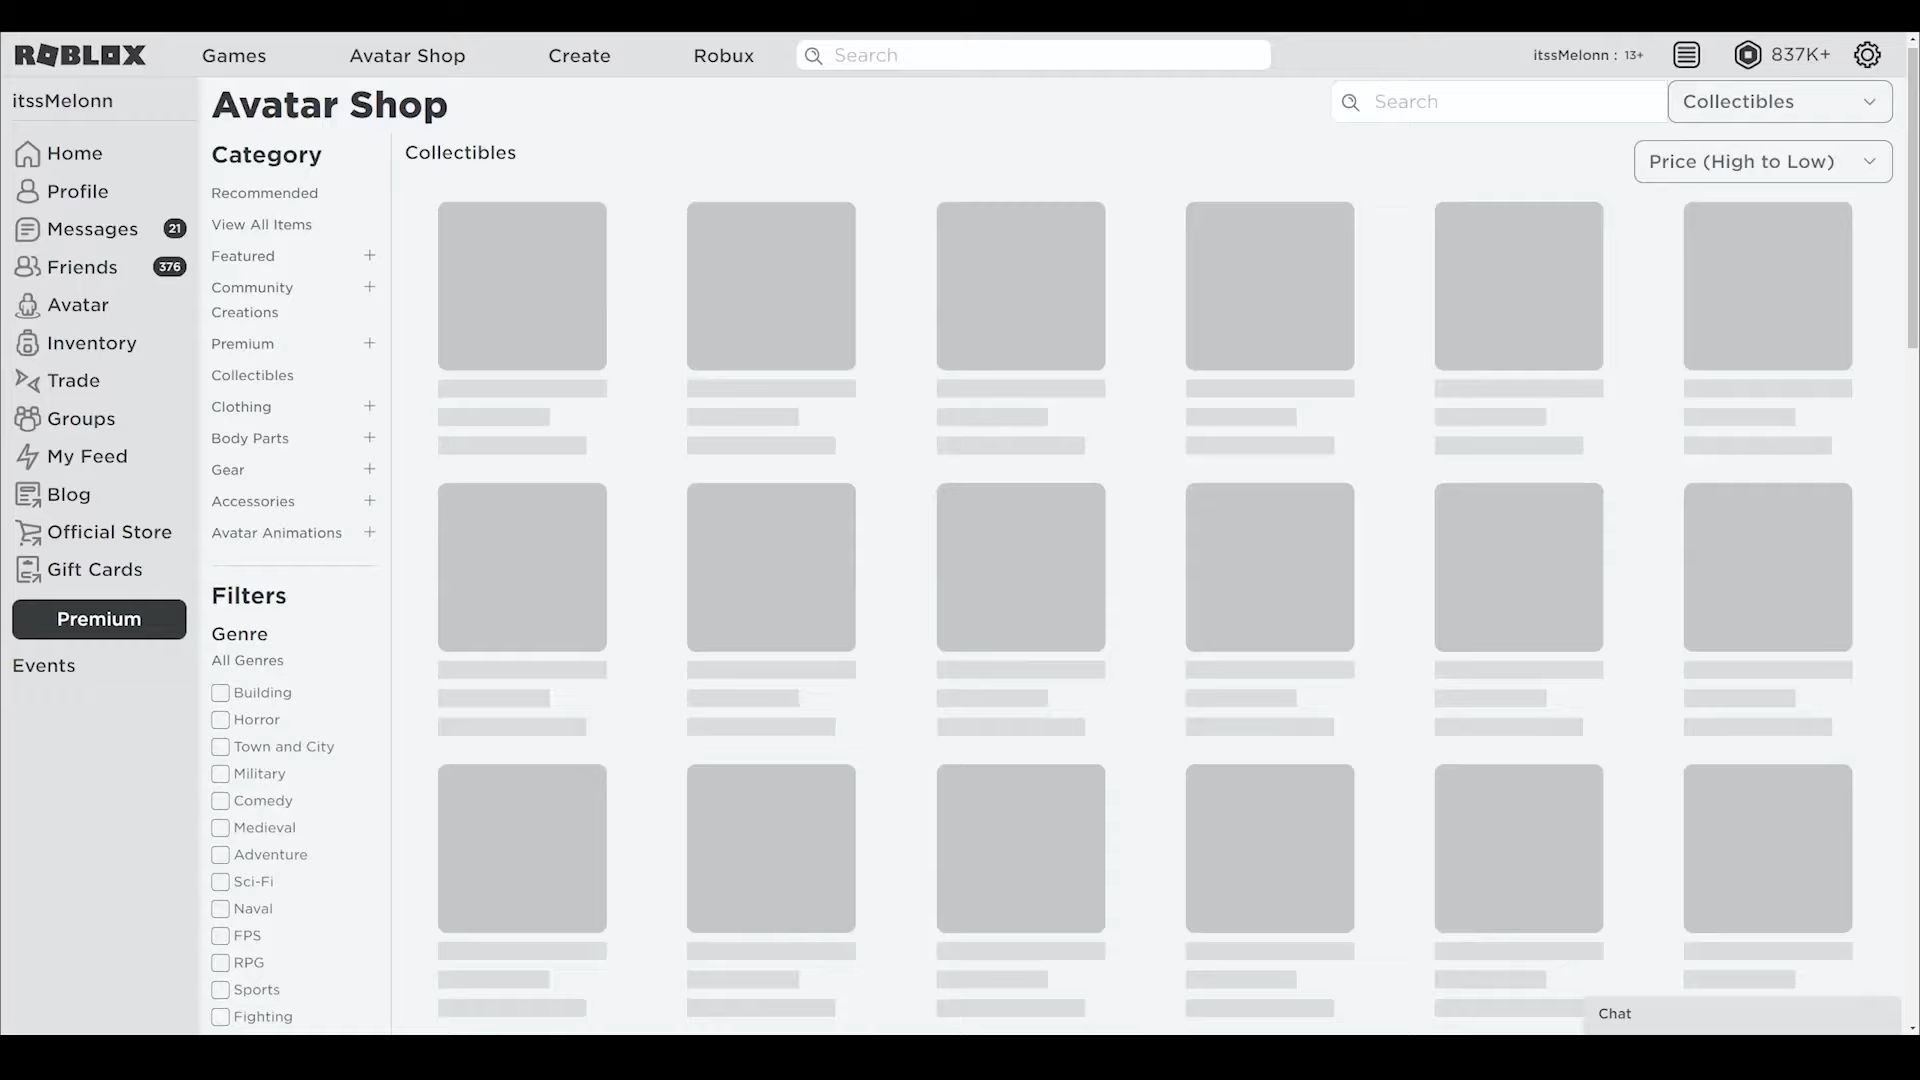 ROBLOX
Games
Avatar Shop
Create
Robux
Search
itssMelonn : 13+
837K+
itssMelonn
Home
Profile
Messages 21
Friends 376
Avatar
Inventory
Trade
Groups
My Feed
Blog
Official Store
Gift Cards
Premium
Events
Avatar Shop
Search
Collectibles
Category
Recommended
View All Items
Featured +
Community +
Creations
Premium +
Collectibles
Clothing +
Body Parts +
Gear +
Accessories +
Avatar Animations +
Filters
Genre
All Genres
Building
Horror
Town and City
Military
Comedy
Medieval
Adventure
Sci-Fi
Naval
FPS
RPG
Sports
Fighting
Collectibles
Price (High to Low)
Chat